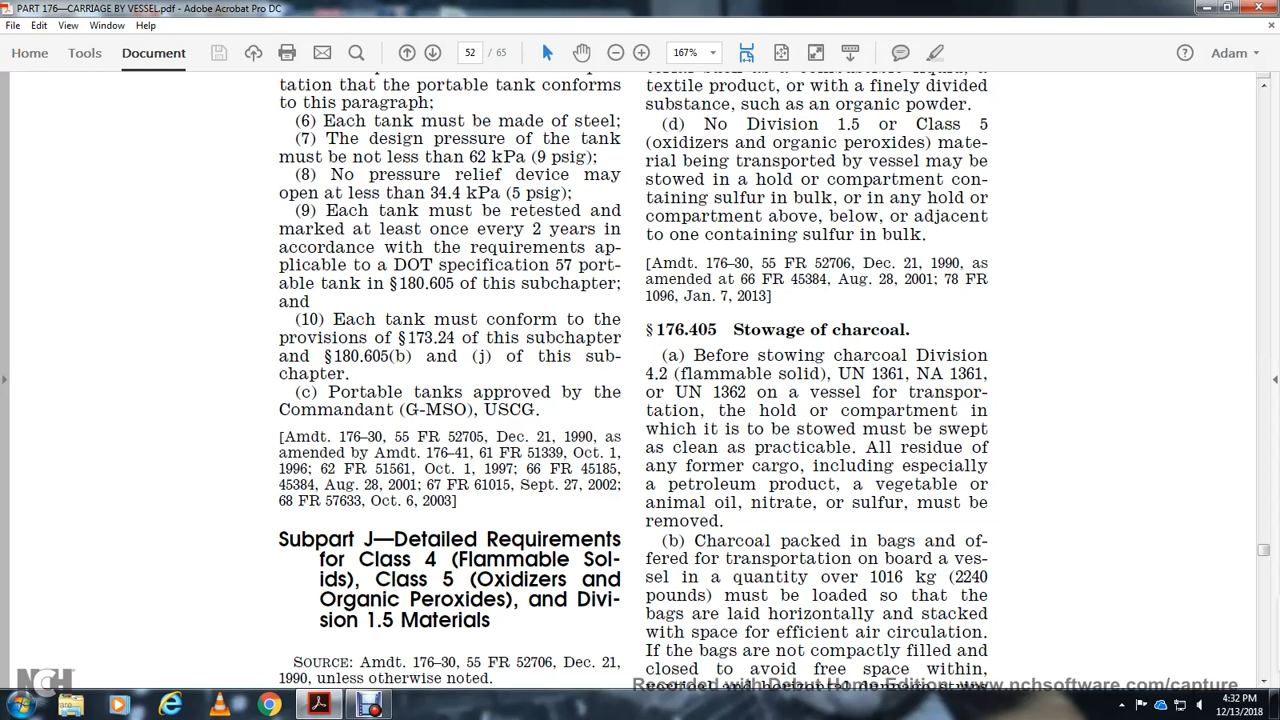 PART 176—CARRIAGE BY VESSEL.pdf - Adobe Acrobat Pro DC
File Edit View Window Help
Home Tools Document 52 / 65 167% Adam
tation that the portable tank conforms
to this paragraph;
(6) Each tank must be made of steel;
(7) The design pressure of the tank
must be not less than 62 kPa (9 psig);
(8) No pressure relief device may
open at less than 34.4 kPa (5 psig);
(9) Each tank must be retested and
marked at least once every 2 years in
accordance with the requirements ap-
plicable to a DOT specification 57 port-
able tank in §180.605 of this subchapter;
and
(10) Each tank must conform to the
provisions of §173.24 of this subchapter
and §180.605(b) and (j) of this sub-
chapter.
(c) Portable tanks approved by the
Commandant (G-MSO), USCG.
[Amdt. 176–30, 55 FR 52705, Dec. 21, 1990, as
amended by Amdt. 176–41, 61 FR 51339, Oct. 1,
1996; 62 FR 51561, Oct. 1, 1997; 66 FR 45185,
45384, Aug. 28, 2001; 67 FR 61015, Sept. 27, 2002;
68 FR 57633, Oct. 6, 2003]
Subpart J—Detailed Requirements
for Class 4 (Flammable Sol-
ids), Class 5 (Oxidizers and
Organic Peroxides), and Divi-
sion 1.5 Materials
SOURCE: Amdt. 176–30, 55 FR 52706, Dec. 21,
1990, unless otherwise noted.
textile product, or with a finely divided
substance, such as an organic powder.
(d) No Division 1.5 or Class 5
(oxidizers and organic peroxides) mate-
rial being transported by vessel may be
stowed in a hold or compartment con-
taining sulfur in bulk, or in any hold or
compartment above, below, or adjacent
to one containing sulfur in bulk.
[Amdt. 176–30, 55 FR 52706, Dec. 21, 1990, as
amended at 66 FR 45384, Aug. 28, 2001; 78 FR
1096, Jan. 7, 2013]
§176.405 Stowage of charcoal.
(a) Before stowing charcoal Division
4.2 (flammable solid), UN 1361, NA 1361,
or UN 1362 on a vessel for transpor-
tation, the hold or compartment in
which it is to be stowed must be swept
as clean as practicable. All residue of
any former cargo, including especially
a petroleum product, a vegetable or
animal oil, nitrate, or sulfur, must be
removed.
(b) Charcoal packed in bags and of-
fered for transportation on board a ves-
sel in a quantity over 1016 kg (2240
pounds) must be loaded so that the
bags are laid horizontally and stacked
with space for efficient air circulation.
If the bags are not compactly filled and
closed to avoid free space within,
NCH
Recorded with Debut Home Edition www.nchsoftware.com/capture
4:32 PM
12/13/2018